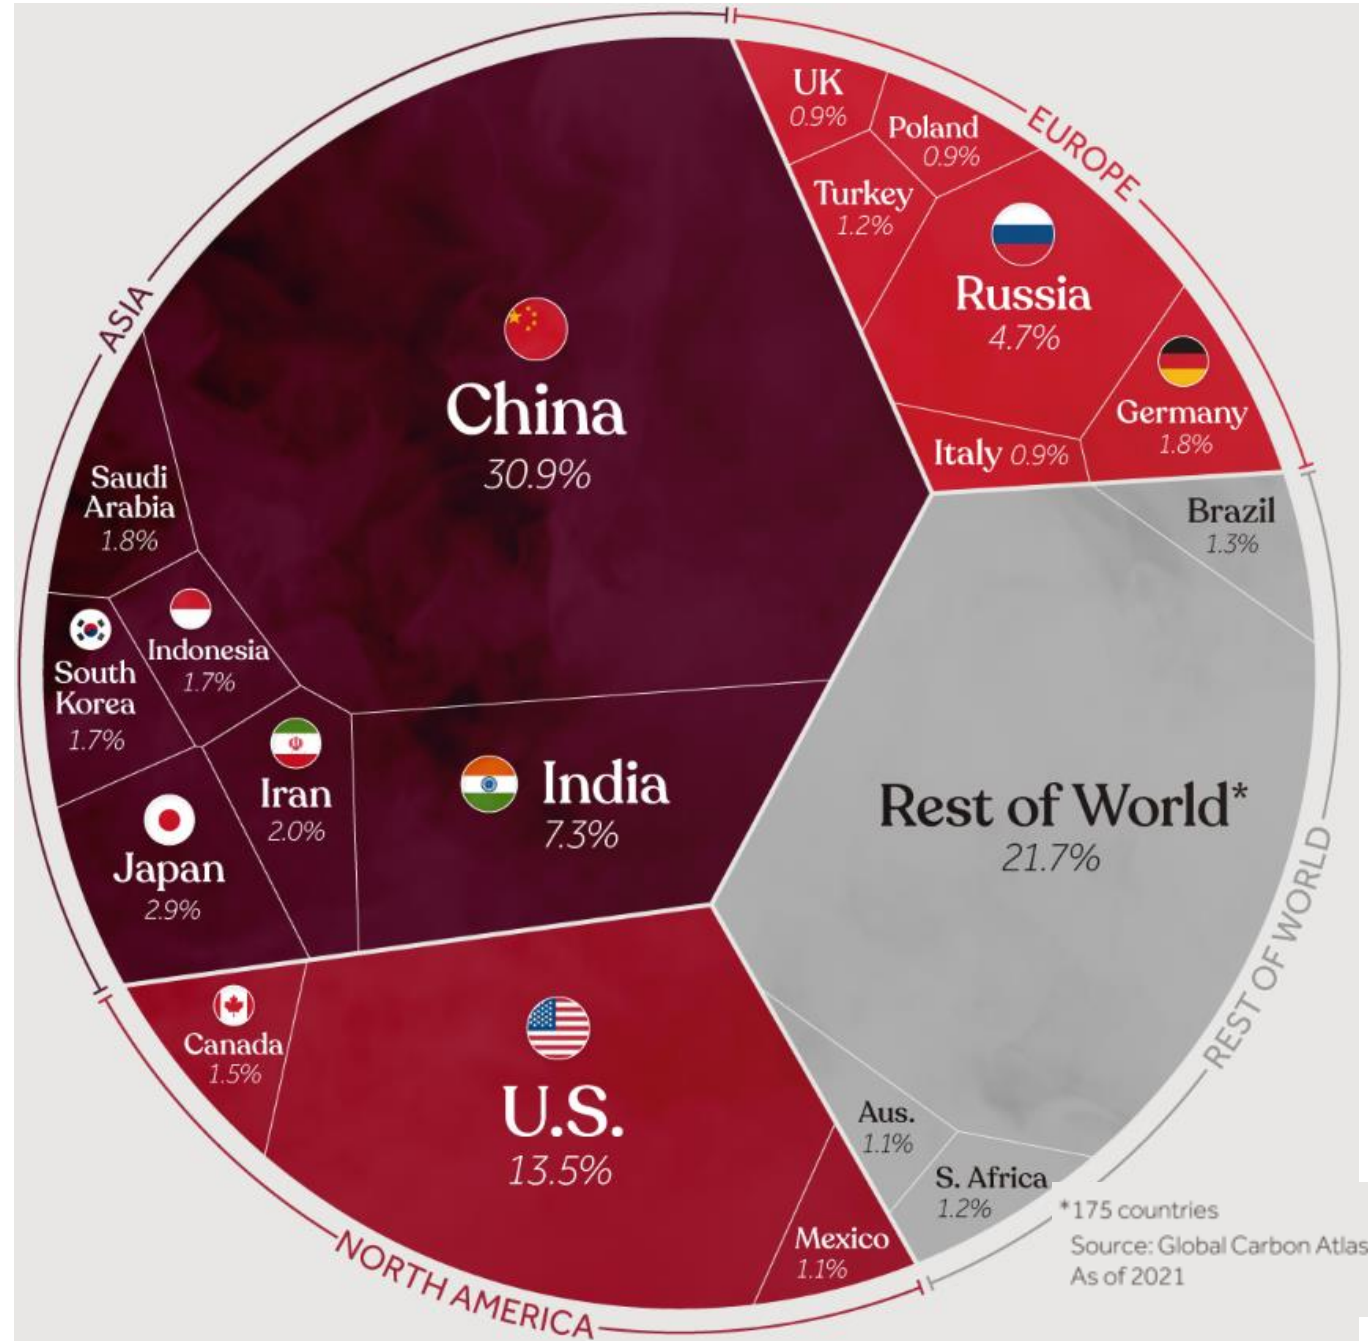 ASIA
EUROPE
UK
0.9%
Poland
0.9%
Turkey
1.2%
Russia
4.7%
Germany
1.8%
Italy 0.9%
China
30.9%
Saudi
Arabia
1.8%
South
Korea
1.7%
Indonesia
1.7%
Iran
2.0%
Japan
2.9%
India
7.3%
Brazil
1.3%
Rest of World*
21.7%
REST OF WORLD
Aus.
1.1%
S. Africa
1.2%
Canada
1.5%
U.S.
13.5%
Mexico
1.1%
NORTH AMERICA
*175 countries
Source: Global Carbon Atlas
As of 2021